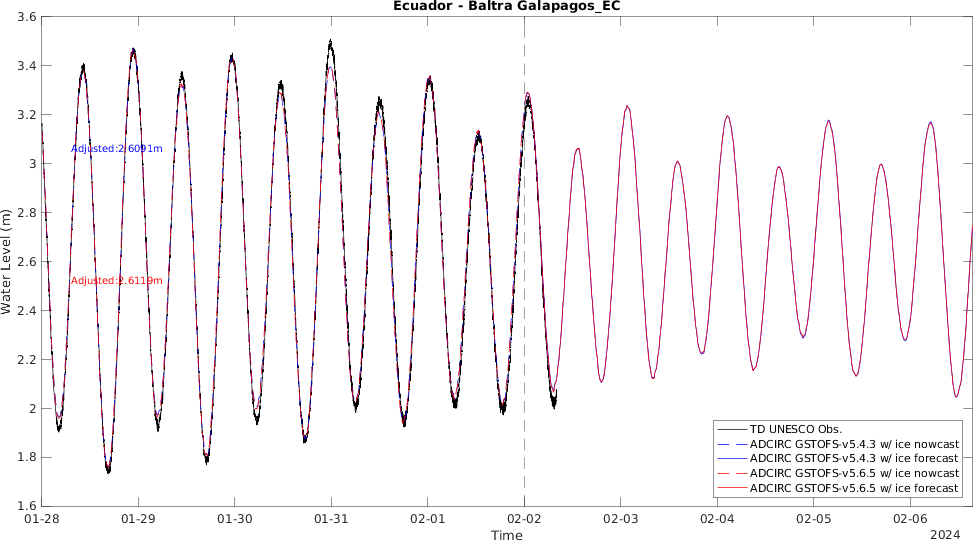 Ecuador - Baltra Galapagos_EC
3.6
3.4
3.2
3
2.8
2.6
2.4
2.2
2
1.8
1.6
Water Level (m)
Adjusted:2.6091m
Adjusted:2.6119m
TD UNESCO Obs.
ADCIRC GSTOFS-v5.4.3 w/ ice nowcast
ADCIRC GSTOFS-v5.4.3 w/ ice forecast
ADCIRC GSTOFS-v5.6.5 w/ ice nowcast
ADCIRC GSTOFS-v5.6.5 w/ ice forecast
01-28 01-29 01-30 01-31 02-01 02-02 02-03 02-04 02-05 02-06
Time
2024